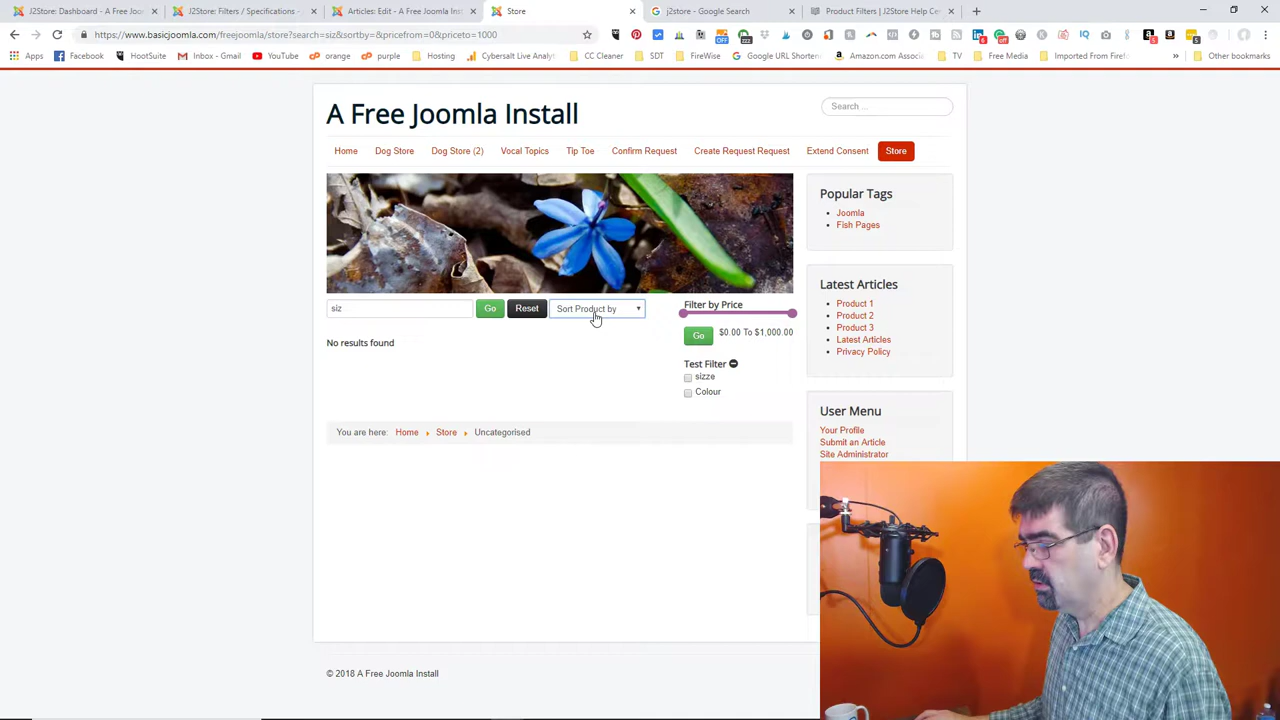 J2Store: Dashboard - A Free Jo
J2Store: Filters / Specifications -
Articles: Edit - A Free Joomla Ins
Store
j2store - Google Search
Product Filters | J2Store Help Ce
https://www.basicjoomla.com/freejoomla/store?search=siz&sortby=&pricefrom=0&priceto=1000
Facebook
HootSuite
Inbox - Gmail
YouTube
orange
purple
Hosting
Cybersalt Live Analyt
CC Cleaner
SDT
FireWise
Google URL Shorten
Amazon.com Associ
TV
Free Media
Imported From Firefo
Other bookmarks
A Free Joomla Install
Search ...
Home
Dog Store
Dog Store (2)
Vocal Topics
Tip Toe
Confirm Request
Create Request Request
Extend Consent
Store
siz
Go
Reset
Sort Product by
No results found
Filter by Price
Go
$0.00 To $1,000.00
Test Filter
sizze
Colour
You are here: Home Store Uncategorised
Popular Tags
Joomla
Fish Pages
Latest Articles
Product 1
Product 2
Product 3
Latest Articles
Privacy Policy
User Menu
Your Profile
Submit an Article
Site Administrator
© 2018 A Free Joomla Install